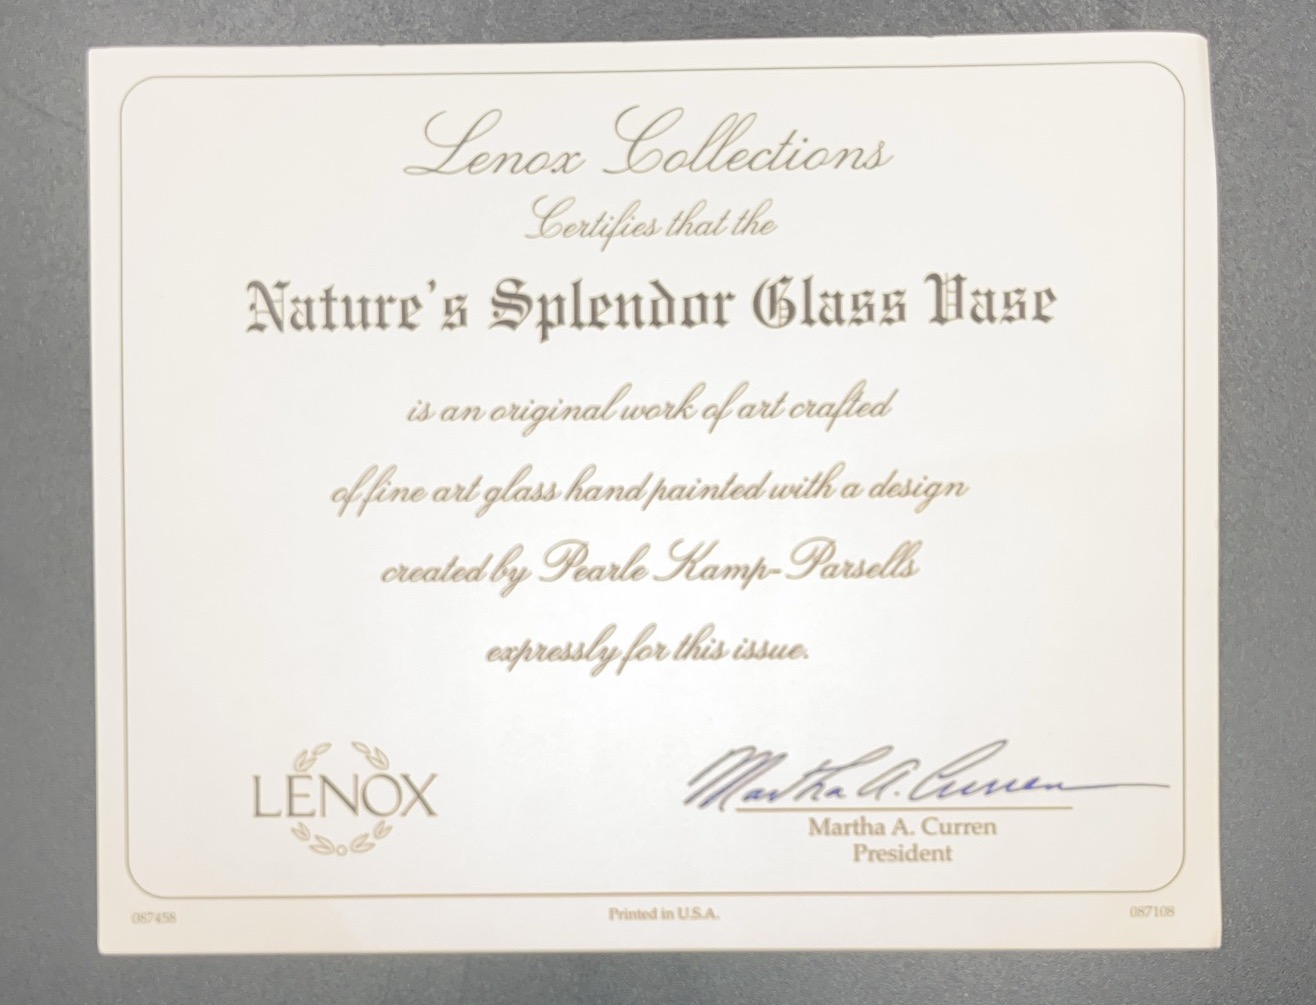 Lenox Collections
Certifies that the
Nature's Splendor Glass Vase
is an original work of art crafted
of fine art glass hand painted with a design
created by Pearle Kamp-Parsells
expressly for this issue.
LENOX
Martha A. Curren
Martha A. Curren
President
087458
Printed in U.S.A.
087108